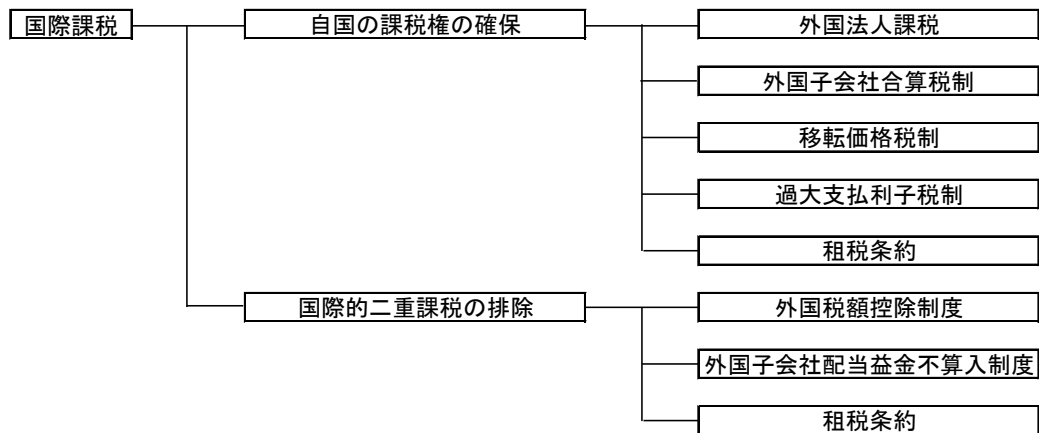 国際課税
自国の課税権の確保
外国法人課税
外国子会社合算税制
移転価格税制
過大支払利子税制
租税条約
国際的二重課税の排除
外国税額控除制度
外国子会社配当益金不算入制度
租税条約